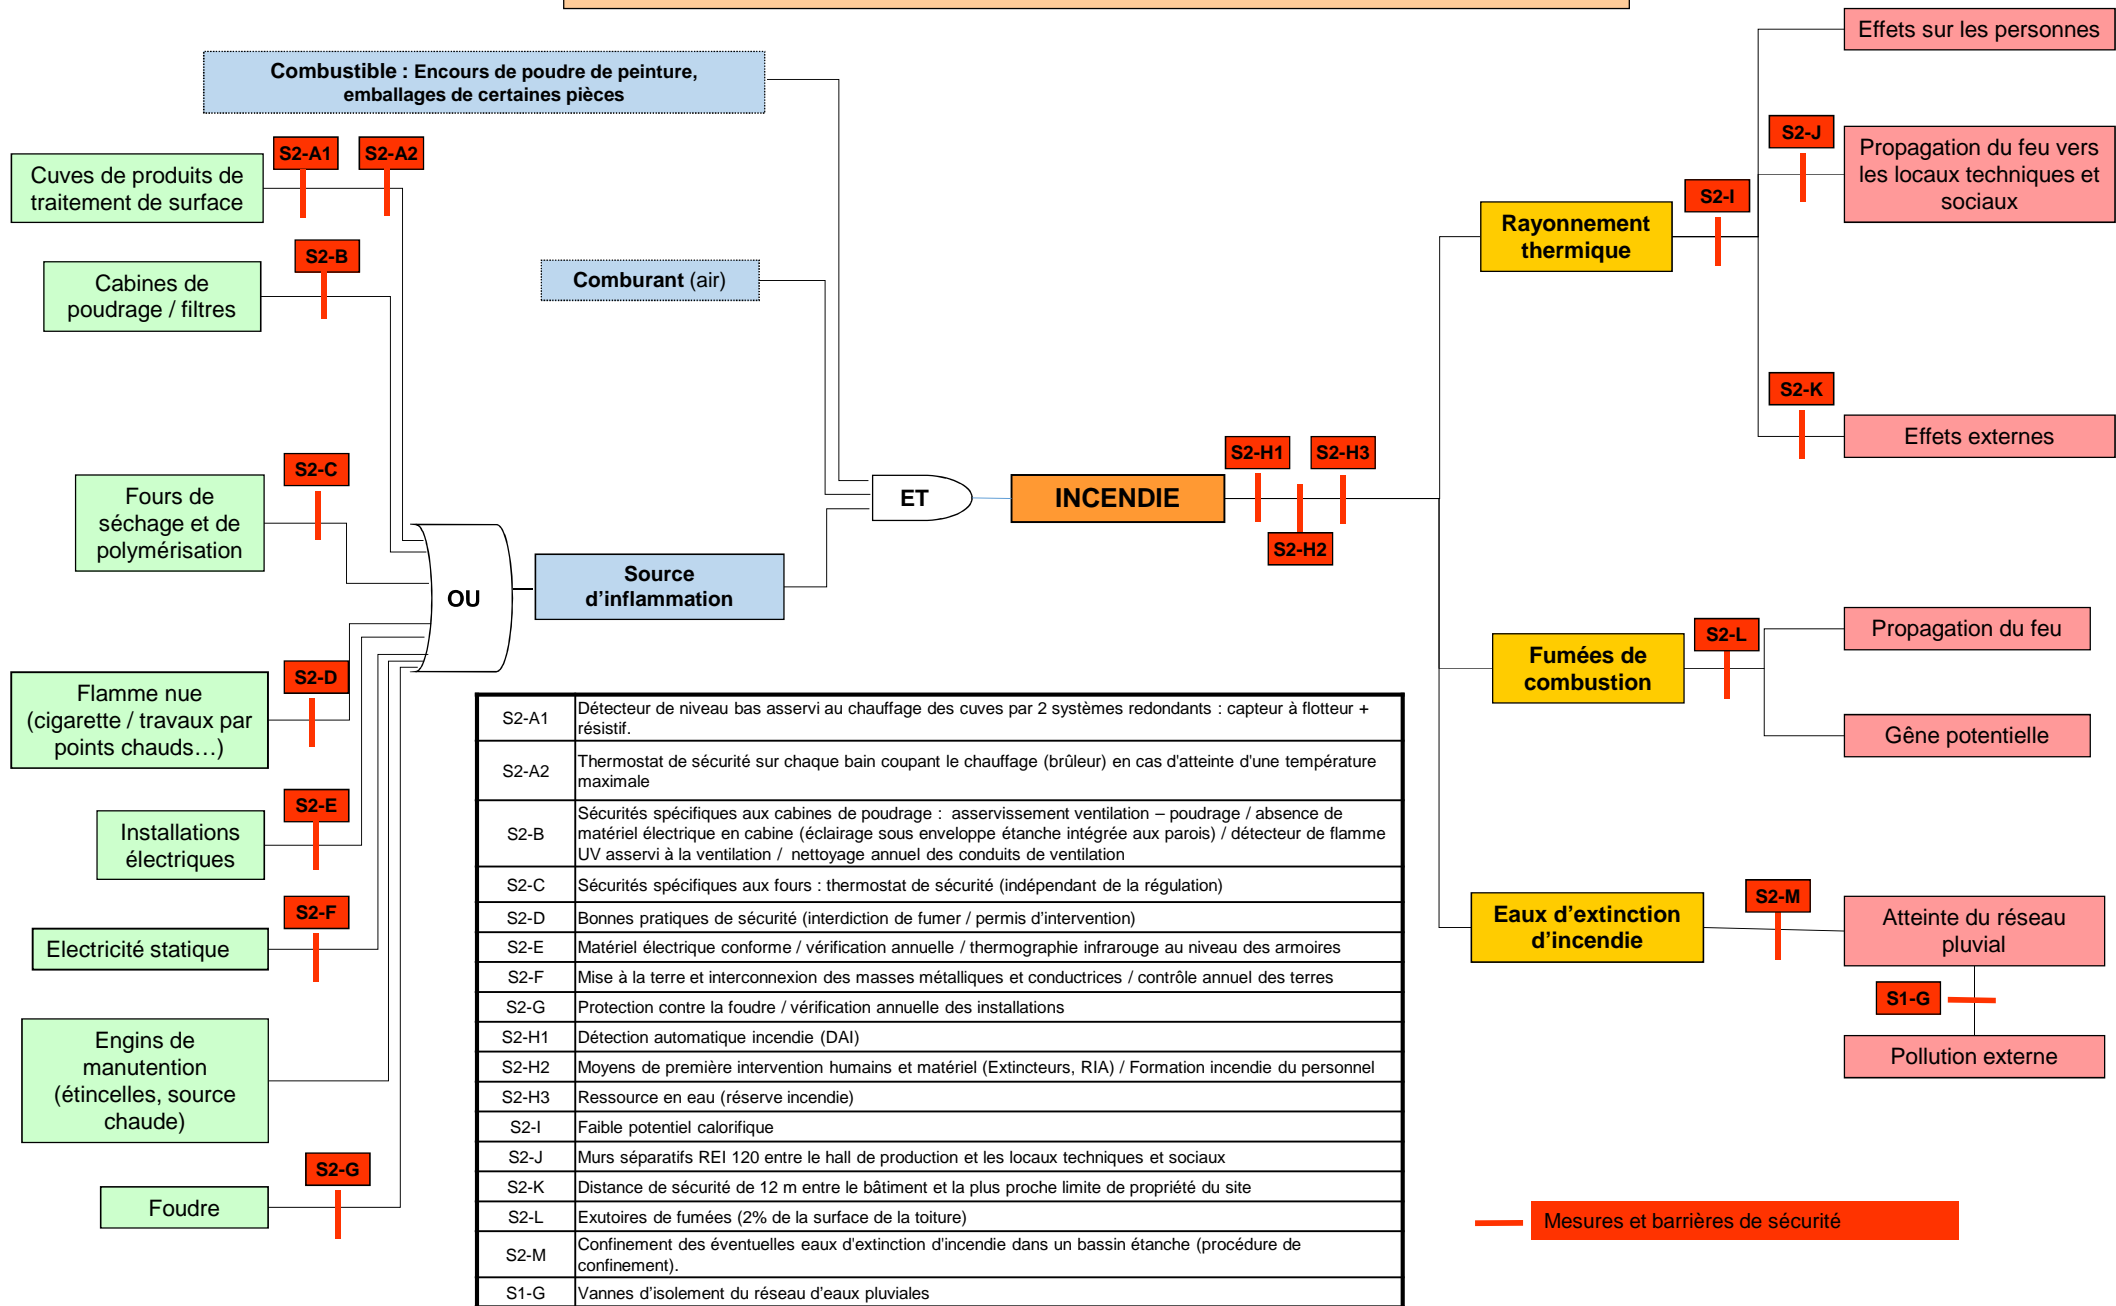 Effets sur les personnes
Combustible : Encours de poudre de peinture,
emballages de certaines pièces
S2-A1
S2-A2
S2-J
Cuves de produits de
traitement de surface
Propagation du feu vers
les locaux techniques et
sociaux
S2-I
Rayonnement
thermique
S2-B
Cabines de
poudrage / filtres
Comburant (air)
S2-K
Effets externes
S2-H1
S2-H3
S2-C
Fours de
séchage et de
polymérisation
ET
INCENDIE
S2-H2
OU
Source
d'inflammation
Propagation du feu
S2-L
Fumées de
combustion
Gêne potentielle
S2-D
Flamme nue
(cigarette / travaux par
points chauds…)
S2-E
Installations
électriques
S2-F
Electricité statique
S2-M
Eaux d'extinction
d'incendie
Atteinte du réseau
pluvial
S1-G
Pollution externe
Engins de
manutention
(étincelles, source
chaude)
S2-G
Foudre
S2-A1 Détecteur de niveau bas asservi au chauffage des cuves par 2 systèmes redondants : capteur à flotteur +
résistif.
S2-A2 Thermostat de sécurité sur chaque bain coupant le chauffage (brûleur) en cas d'atteinte d'une température
maximale
S2-B Sécurités spécifiques aux cabines de poudrage : asservissement ventilation – poudrage / absence de
matériel électrique en cabine (éclairage sous enveloppe étanche intégrée aux parois) / détecteur de flamme
UV asservi à la ventilation / nettoyage annuel des conduits de ventilation
S2-C Sécurités spécifiques aux fours : thermostat de sécurité (indépendant de la régulation)
S2-D Bonnes pratiques de sécurité (interdiction de fumer / permis d'intervention)
S2-E Matériel électrique conforme / vérification annuelle / thermographie infrarouge au niveau des armoires
S2-F Mise à la terre et interconnexion des masses métalliques et conductrices / contrôle annuel des terres
S2-G Protection contre la foudre / vérification annuelle des installations
S2-H1 Détection automatique incendie (DAI)
S2-H2 Moyens de première intervention humains et matériel (Extincteurs, RIA) / Formation incendie du personnel
S2-H3 Ressource en eau (réserve incendie)
S2-I Faible potentiel calorifique
S2-J Murs séparatifs REI 120 entre le hall de production et les locaux techniques et sociaux
S2-K Distance de sécurité de 12 m entre le bâtiment et la plus proche limite de propriété du site
S2-L Exutoires de fumées (2% de la surface de la toiture)
S2-M Confinement des éventuelles eaux d'extinction d'incendie dans un bassin étanche (procédure de
confinement).
S1-G Vannes d'isolement du réseau d'eaux pluviales
Mesures et barrières de sécurité